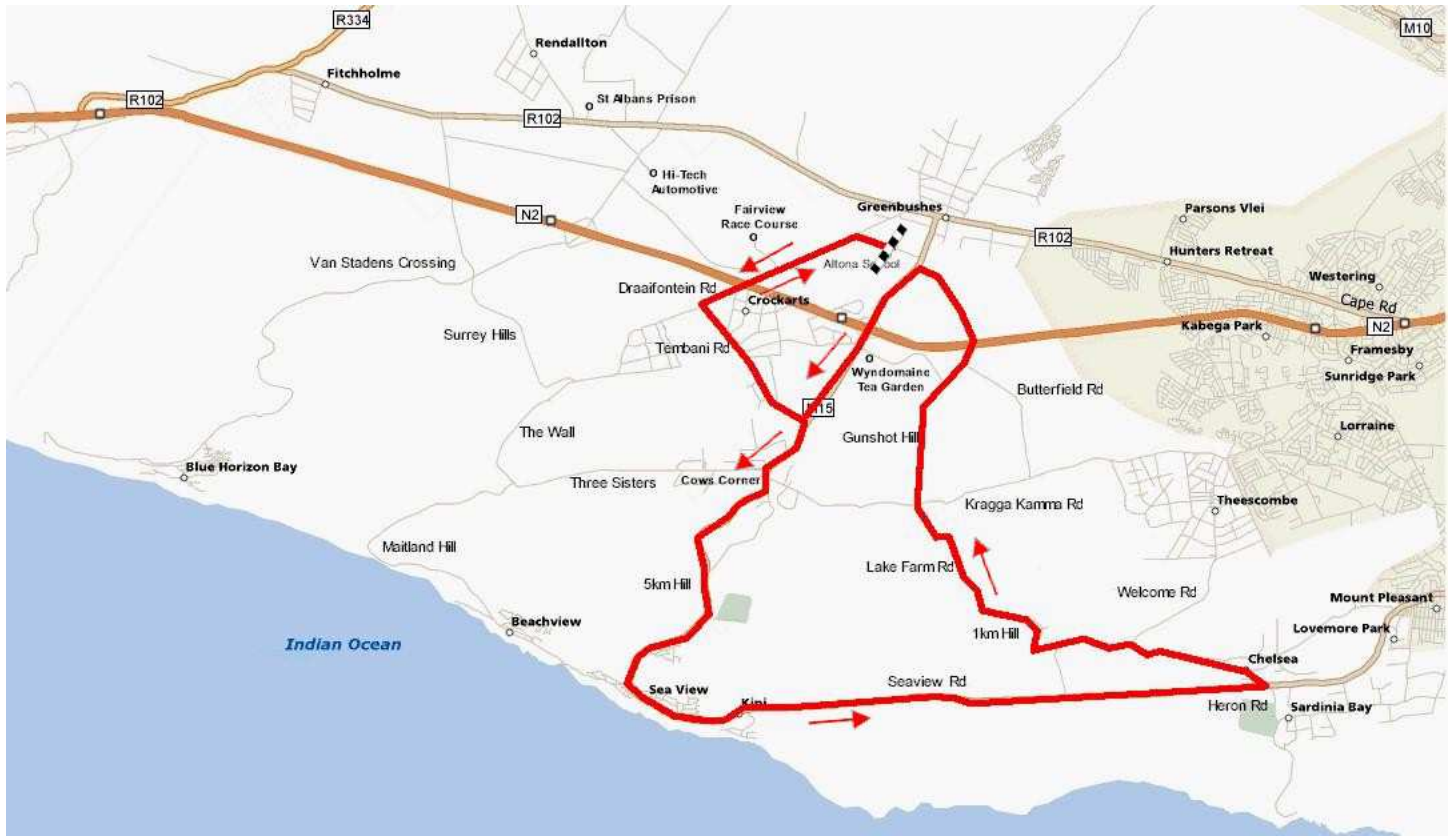 R334
M10
Rendallton
Fitchholme
R102
St Albans Prison
R102
Hi-Tech
Automotive
N2
Fairview
Race Course
Greenbushes
Parsons Vlei
R102
Hunters Retreat
Van Stadens Crossing
Altona School
Westering
Draaifontein Rd
Crockarts
Cape Rd
Surrey Hills
Kabega Park
N2
Tembani Rd
Framesby
Wyndomaine
Tea Garden
Sunridge Park
Butterfield Rd
M15
The Wall
Gunshot Hill
Lorraine
Blue Horizon Bay
Three Sisters
Cows Corner
Kragga Kamma Rd
Theescombe
Maitland Hill
5km Hill
Lake Farm Rd
Welcome Rd
Mount Pleasant
Beachview
1km Hill
Lovemore Park
Indian Ocean
Chelsea
Sea View
Seaview Rd
Kini
Heron Rd
Sardinia Bay